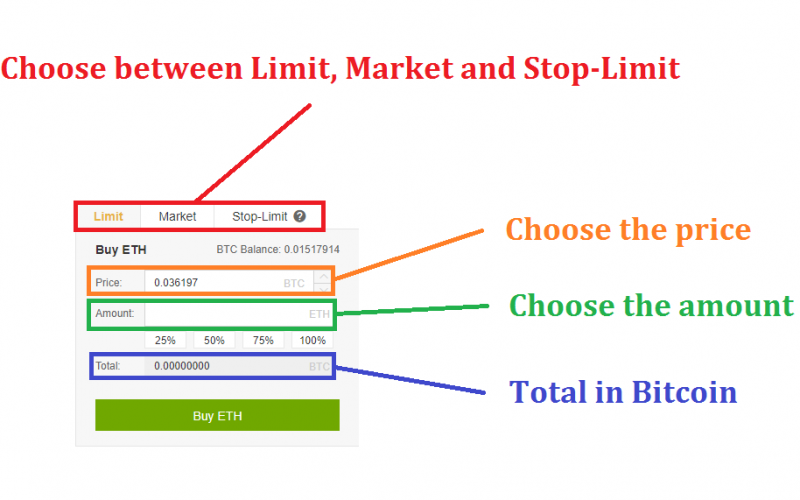 Choose between Limit, Market and Stop-Limit
Limit Market Stop-Limit ?
Buy ETH BTC Balance: 0.01517914
Choose the price
Price: 0.036197 BTC
Choose the amount
Amount: ETH
25% 50% 75% 100%
Total: 0.00000000 BTC
Total in Bitcoin
Buy ETH